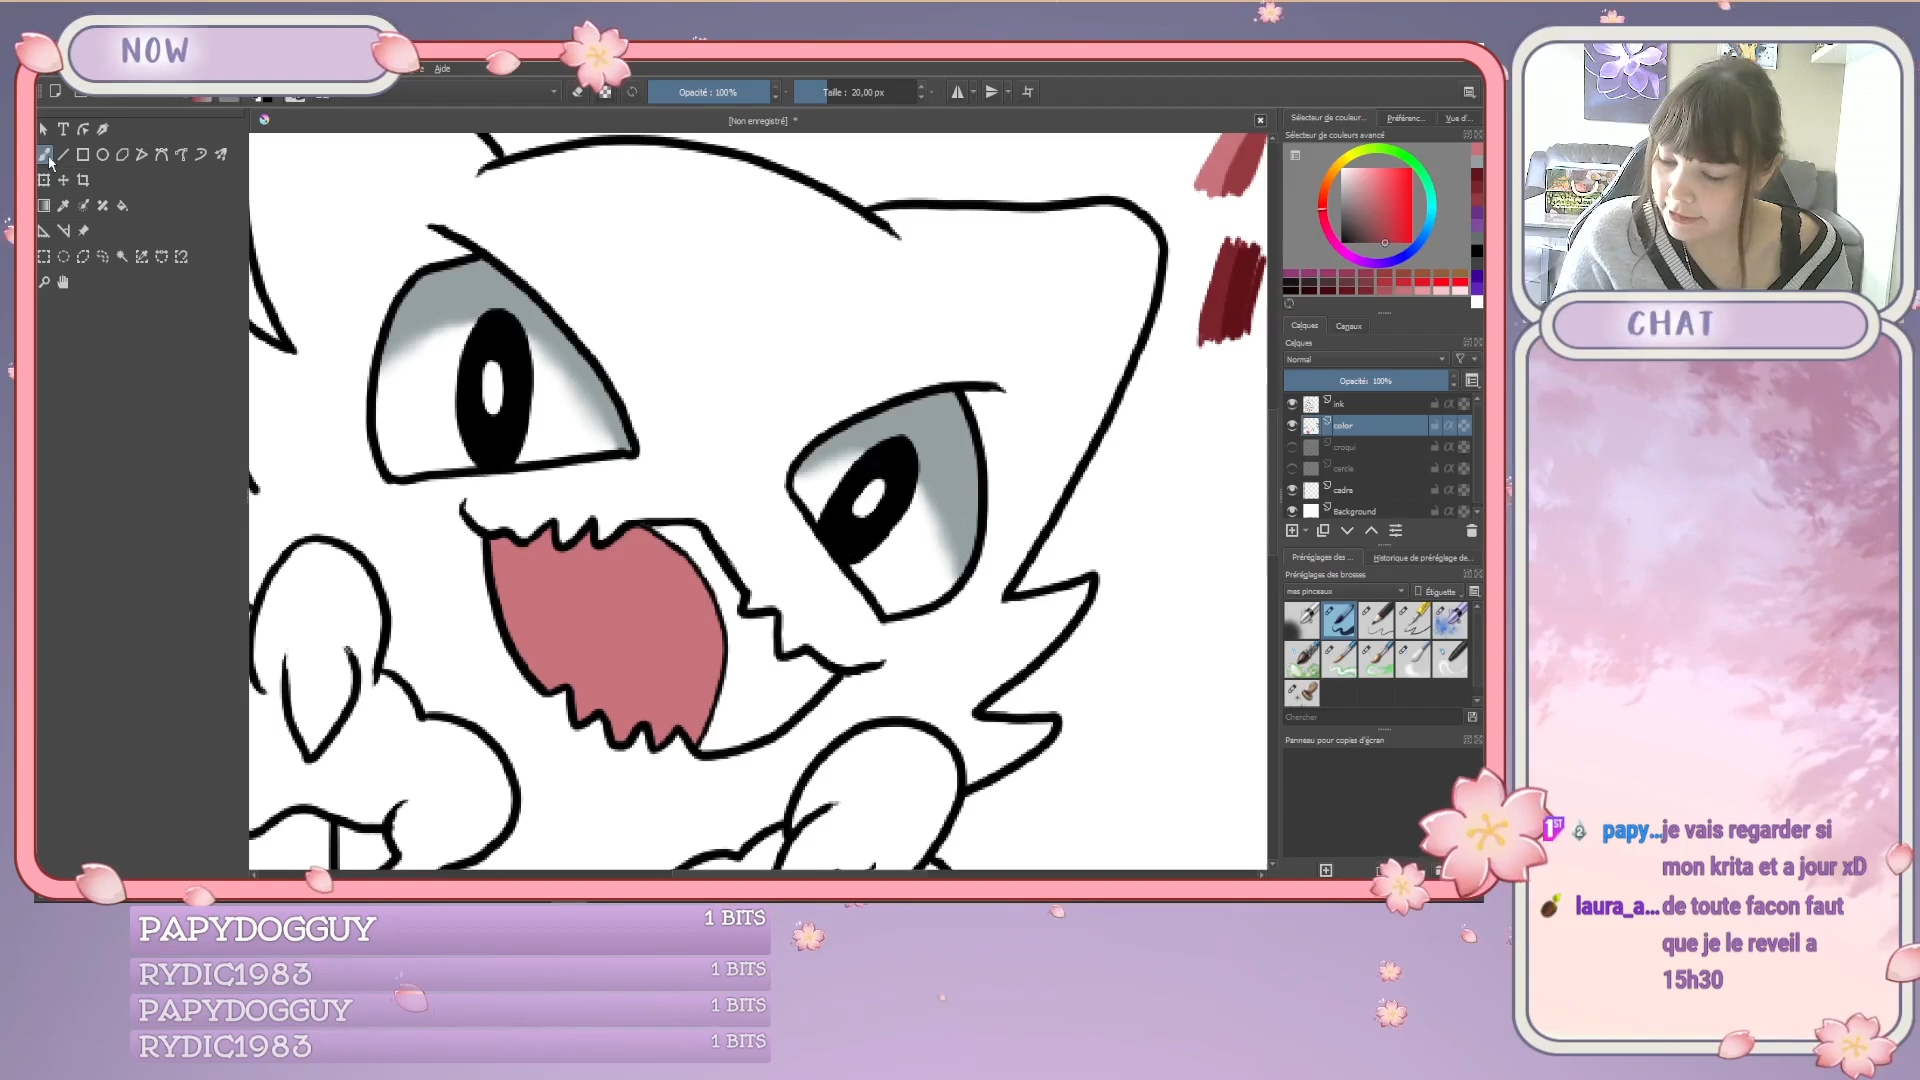 NOW
Aide
Opacité : 100%
Taille : 20,00 px
[Non enregistré] *
Sélecteur de couleur...
Préférenc...
Vue d'...
Sélecteur de couleurs avancé
Calques
Canaux
Calques
Normal
Opacité: 100%
ink
color
croqui
cercle
cadre
Background
Préréglages des ...
Historique de préréglage de...
Préréglages des brosses
mes pinceaux
Étiquette
Chercher
Panneau pour copies d'écran
CHAT
1ST
2
papy...je vais regarder si
mon krita et a jour xD
laura_a...de toute facon faut
que je le reveil a
15h30
PAPYDOGGUY
1 BITS
RYDIC1983
1 BITS
PAPYDOGGUY
1 BITS
RYDIC1983
1 BITS